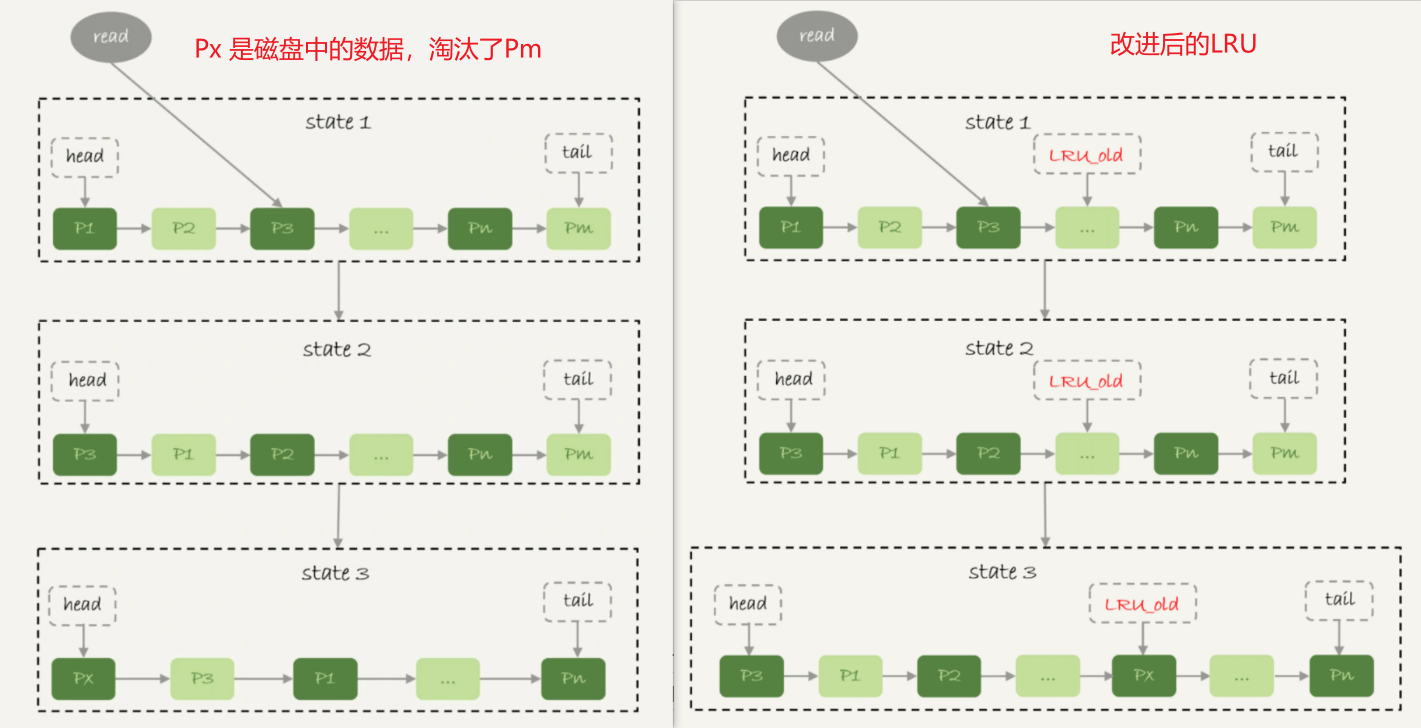 read
Px 是磁盘中的数据，淘汰了Pm
state 1
head
tail
P1 P2 P3 ... Pn Pm
state 2
head
tail
P3 P1 P2 ... Pn Pm
state 3
head
tail
Px P3 P1 ... Pn
read
改进后的LRU
state 1
head
LRU_old
tail
P1 P2 P3 ... Pn Pm
state 2
head
LRU_old
tail
P3 P1 P2 ... Pn Pm
state 3
head
LRU_old
tail
P3 P1 P2 ... Px ... Pn